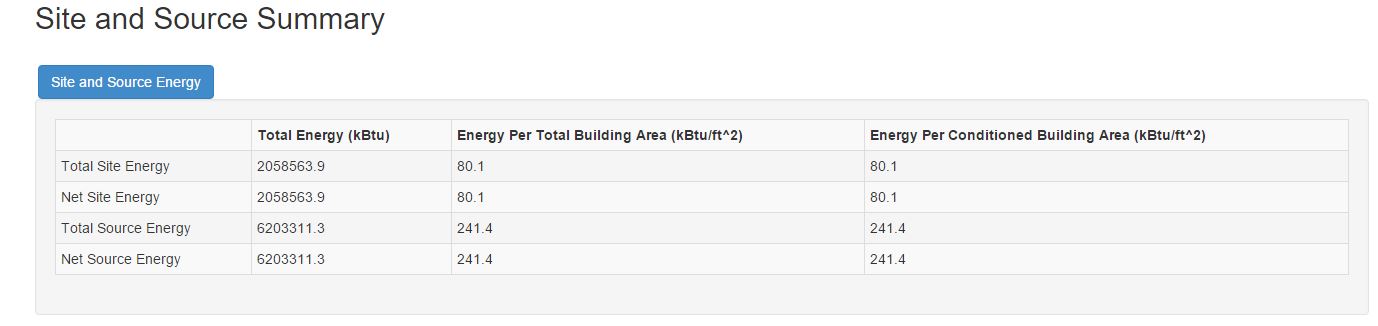 Site and Source Summary
Site and Source Energy
Total Energy (kBtu) Energy Per Total Building Area (kBtu/ft^2) Energy Per Conditioned Building Area (kBtu/ft^2)
Total Site Energy 2058563.9 80.1 80.1
Net Site Energy 2058563.9 80.1 80.1
Total Source Energy 6203311.3 241.4 241.4
Net Source Energy 6203311.3 241.4 241.4